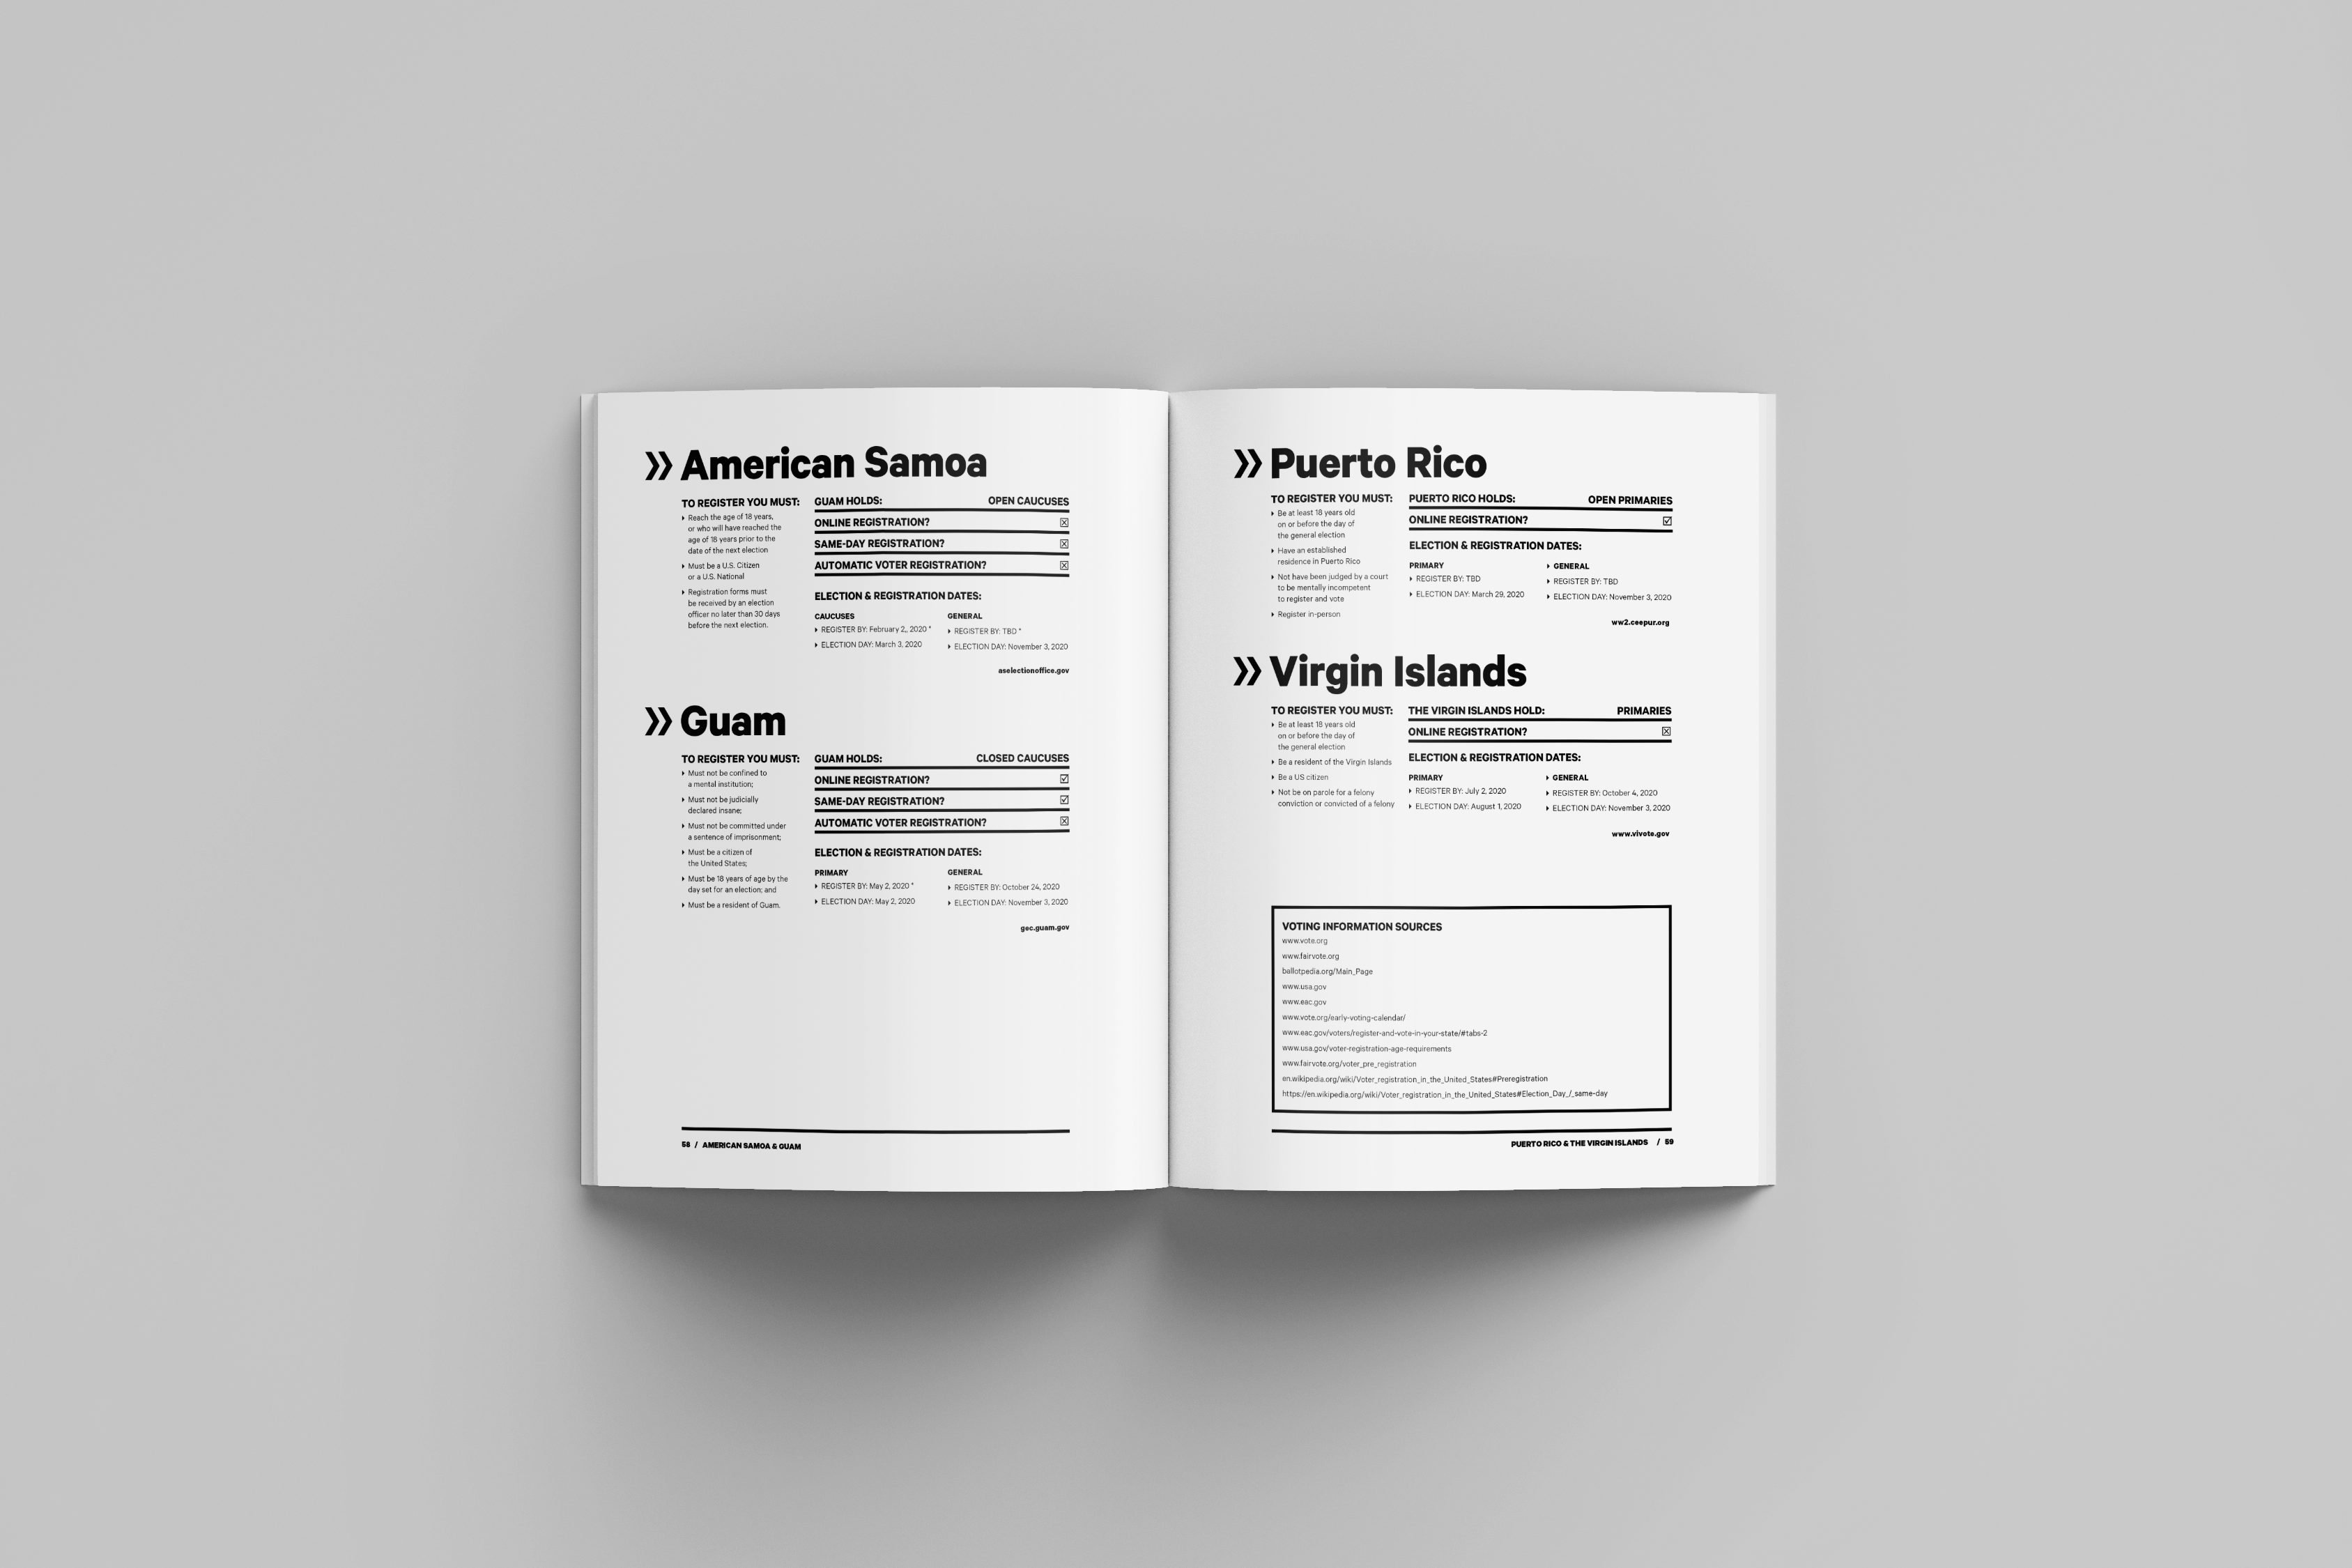 » American Samoa
TO REGISTER YOU MUST:
‣ Reach the age of 18 years,
or who will have reached the
age of 18 years prior to the
date of the next election
‣ Must be a U.S. Citizen
or a U.S. National
‣ Registration forms must
be received by an election
officer no later than 30 days
before the next election.
GUAM HOLDS: OPEN CAUCUSES
ONLINE REGISTRATION? ☒
SAME-DAY REGISTRATION? ☒
AUTOMATIC VOTER REGISTRATION? ☒
ELECTION & REGISTRATION DATES:
CAUCUSES
‣ REGISTER BY: February 2,, 2020 *
‣ ELECTION DAY: March 3, 2020
GENERAL
‣ REGISTER BY: TBD *
‣ ELECTION DAY: November 3, 2020
aselectionoffice.gov
» Guam
TO REGISTER YOU MUST:
‣ Must not be confined to
a mental institution;
‣ Must not be judicially
declared insane;
‣ Must not be committed under
a sentence of imprisonment;
‣ Must be a citizen of
the United States;
‣ Must be 18 years of age by the
day set for an election; and
‣ Must be a resident of Guam.
GUAM HOLDS: CLOSED CAUCUSES
ONLINE REGISTRATION? ☑
SAME-DAY REGISTRATION? ☑
AUTOMATIC VOTER REGISTRATION? ☒
ELECTION & REGISTRATION DATES:
PRIMARY
‣ REGISTER BY: May 2, 2020 *
‣ ELECTION DAY: May 2, 2020
GENERAL
‣ REGISTER BY: October 24, 2020
‣ ELECTION DAY: November 3, 2020
gec.guam.gov
58 / AMERICAN SAMOA & GUAM
» Puerto Rico
TO REGISTER YOU MUST:
‣ Be at least 18 years old
on or before the day of
the general election
‣ Have an established
residence in Puerto Rico
‣ Not have been judged by a court
to be mentally incompetent
to register and vote
‣ Register in-person
PUERTO RICO HOLDS: OPEN PRIMARIES
ONLINE REGISTRATION? ☑
ELECTION & REGISTRATION DATES:
PRIMARY
‣ REGISTER BY: TBD
‣ ELECTION DAY: March 29, 2020
‣ GENERAL
‣ REGISTER BY: TBD
‣ ELECTION DAY: November 3, 2020
ww2.ceepur.org
» Virgin Islands
TO REGISTER YOU MUST:
‣ Be at least 18 years old
on or before the day of
the general election
‣ Be a resident of the Virgin Islands
‣ Be a US citizen
‣ Not be on parole for a felony
conviction or convicted of a felony
THE VIRGIN ISLANDS HOLD: PRIMARIES
ONLINE REGISTRATION? ☒
ELECTION & REGISTRATION DATES:
PRIMARY
‣ REGISTER BY: July 2, 2020
‣ ELECTION DAY: August 1, 2020
‣ GENERAL
‣ REGISTER BY: October 4, 2020
‣ ELECTION DAY: November 3, 2020
www.vivote.gov
VOTING INFORMATION SOURCES
www.vote.org
www.fairvote.org
ballotpedia.org/Main_Page
www.usa.gov
www.eac.gov
www.vote.org/early-voting-calendar/
www.eac.gov/voters/register-and-vote-in-your-state/#tabs-2
www.usa.gov/voter-registration-age-requirements
www.fairvote.org/voter_pre_registration
en.wikipedia.org/wiki/Voter_registration_in_the_United_States#Preregistration
https://en.wikipedia.org/wiki/Voter_registration_in_the_United_States#Election_Day_/_same-day
PUERTO RICO & THE VIRGIN ISLANDS / 59